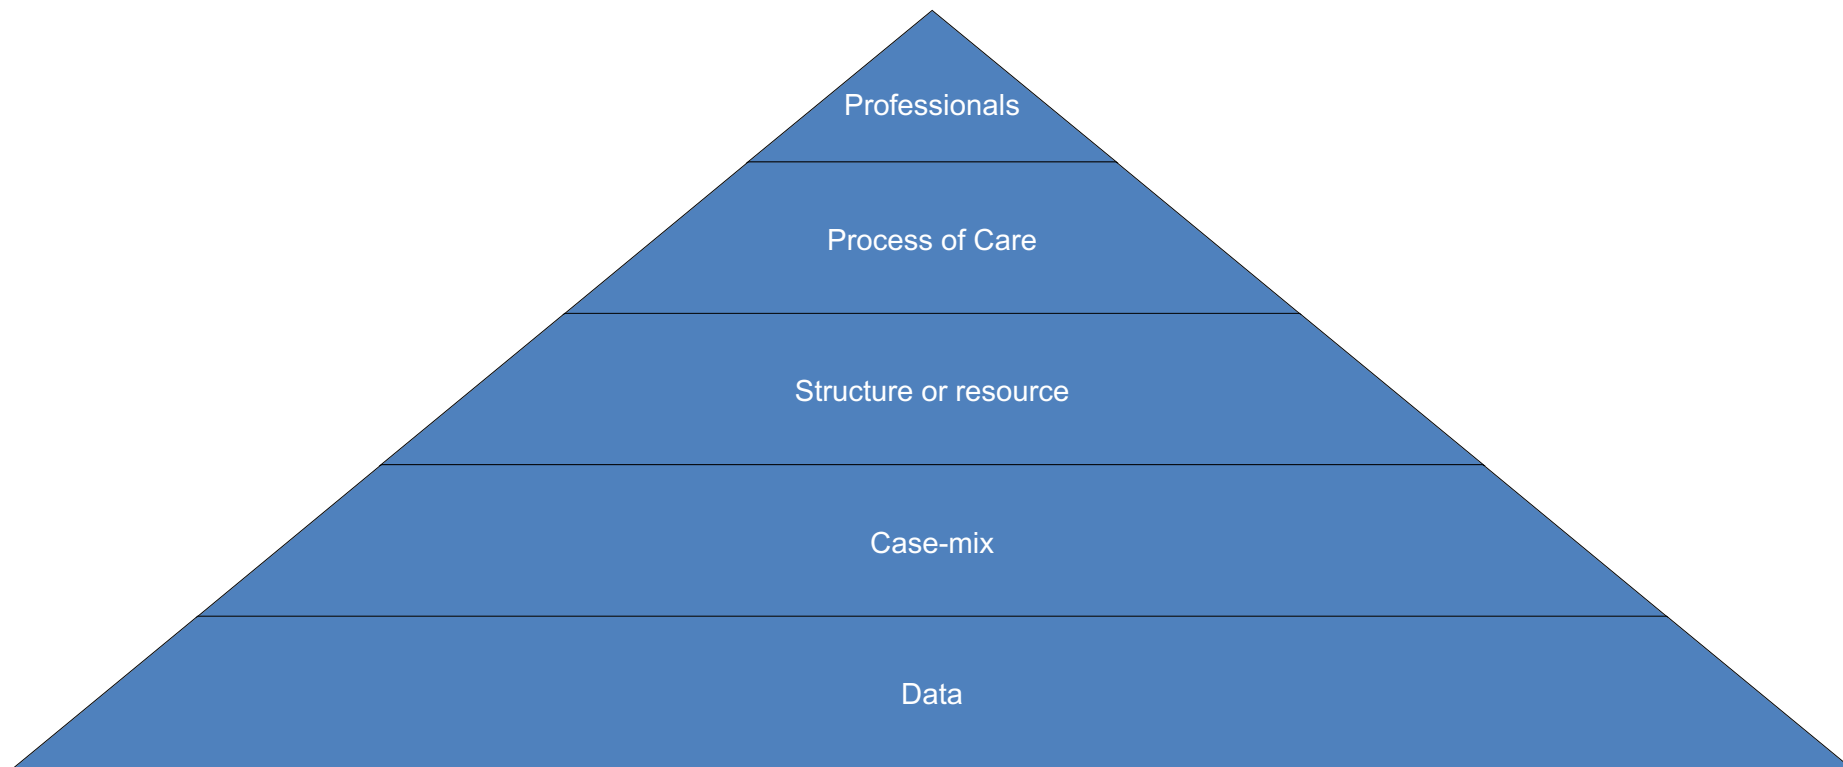 Professionals
Process of Care
Structure or resource
Case-mix
Data